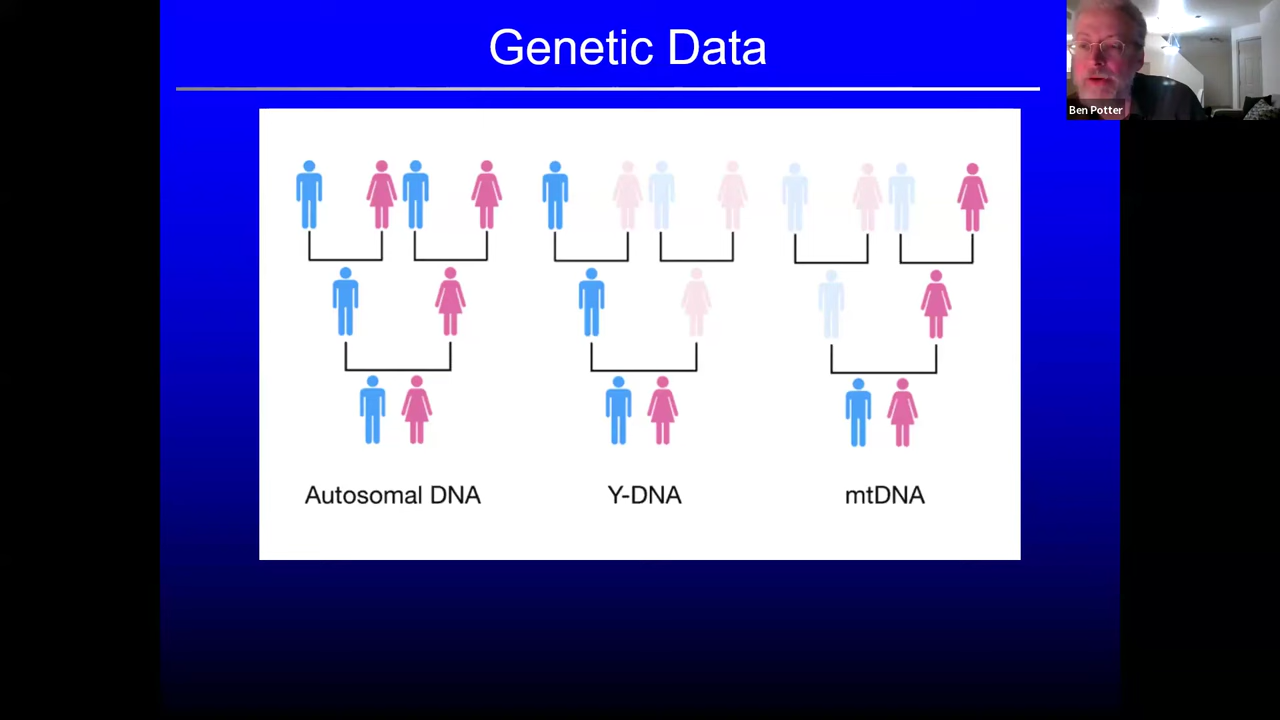 Genetic Data
Ben Potter
Autosomal DNA
Y-DNA
mtDNA